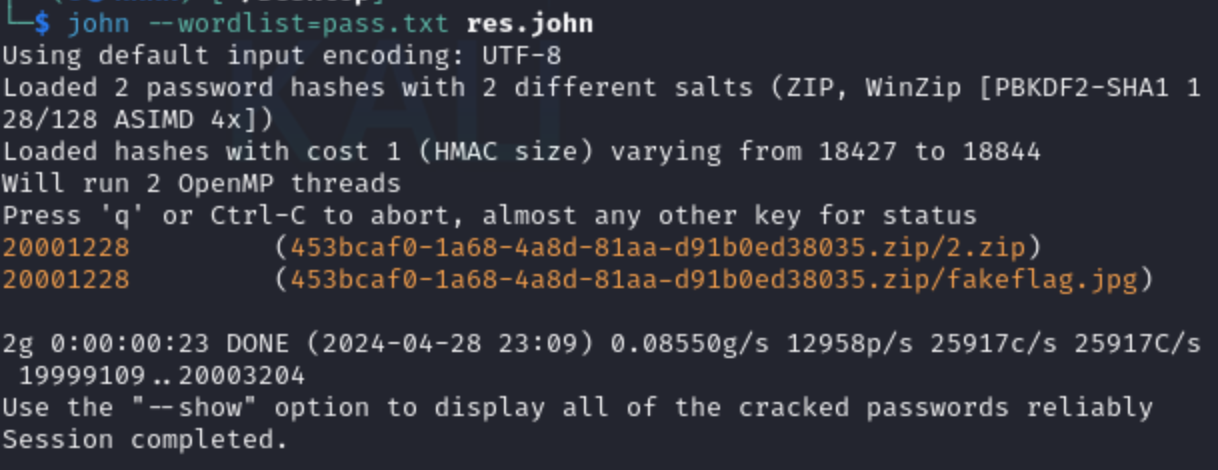 └─$ john --wordlist=pass.txt res.john
Using default input encoding: UTF-8
Loaded 2 password hashes with 2 different salts (ZIP, WinZip [PBKDF2-SHA1 1
28/128 ASIMD 4x])
Loaded hashes with cost 1 (HMAC size) varying from 18427 to 18844
Will run 2 OpenMP threads
Press 'q' or Ctrl-C to abort, almost any other key for status
20001228         (453bcaf0-1a68-4a8d-81aa-d91b0ed38035.zip/2.zip)
20001228         (453bcaf0-1a68-4a8d-81aa-d91b0ed38035.zip/fakeflag.jpg)
2g 0:00:00:23 DONE (2024-04-28 23:09) 0.08550g/s 12958p/s 25917c/s 25917C/s
 19999109..20003204
Use the "--show" option to display all of the cracked passwords reliably
Session completed.